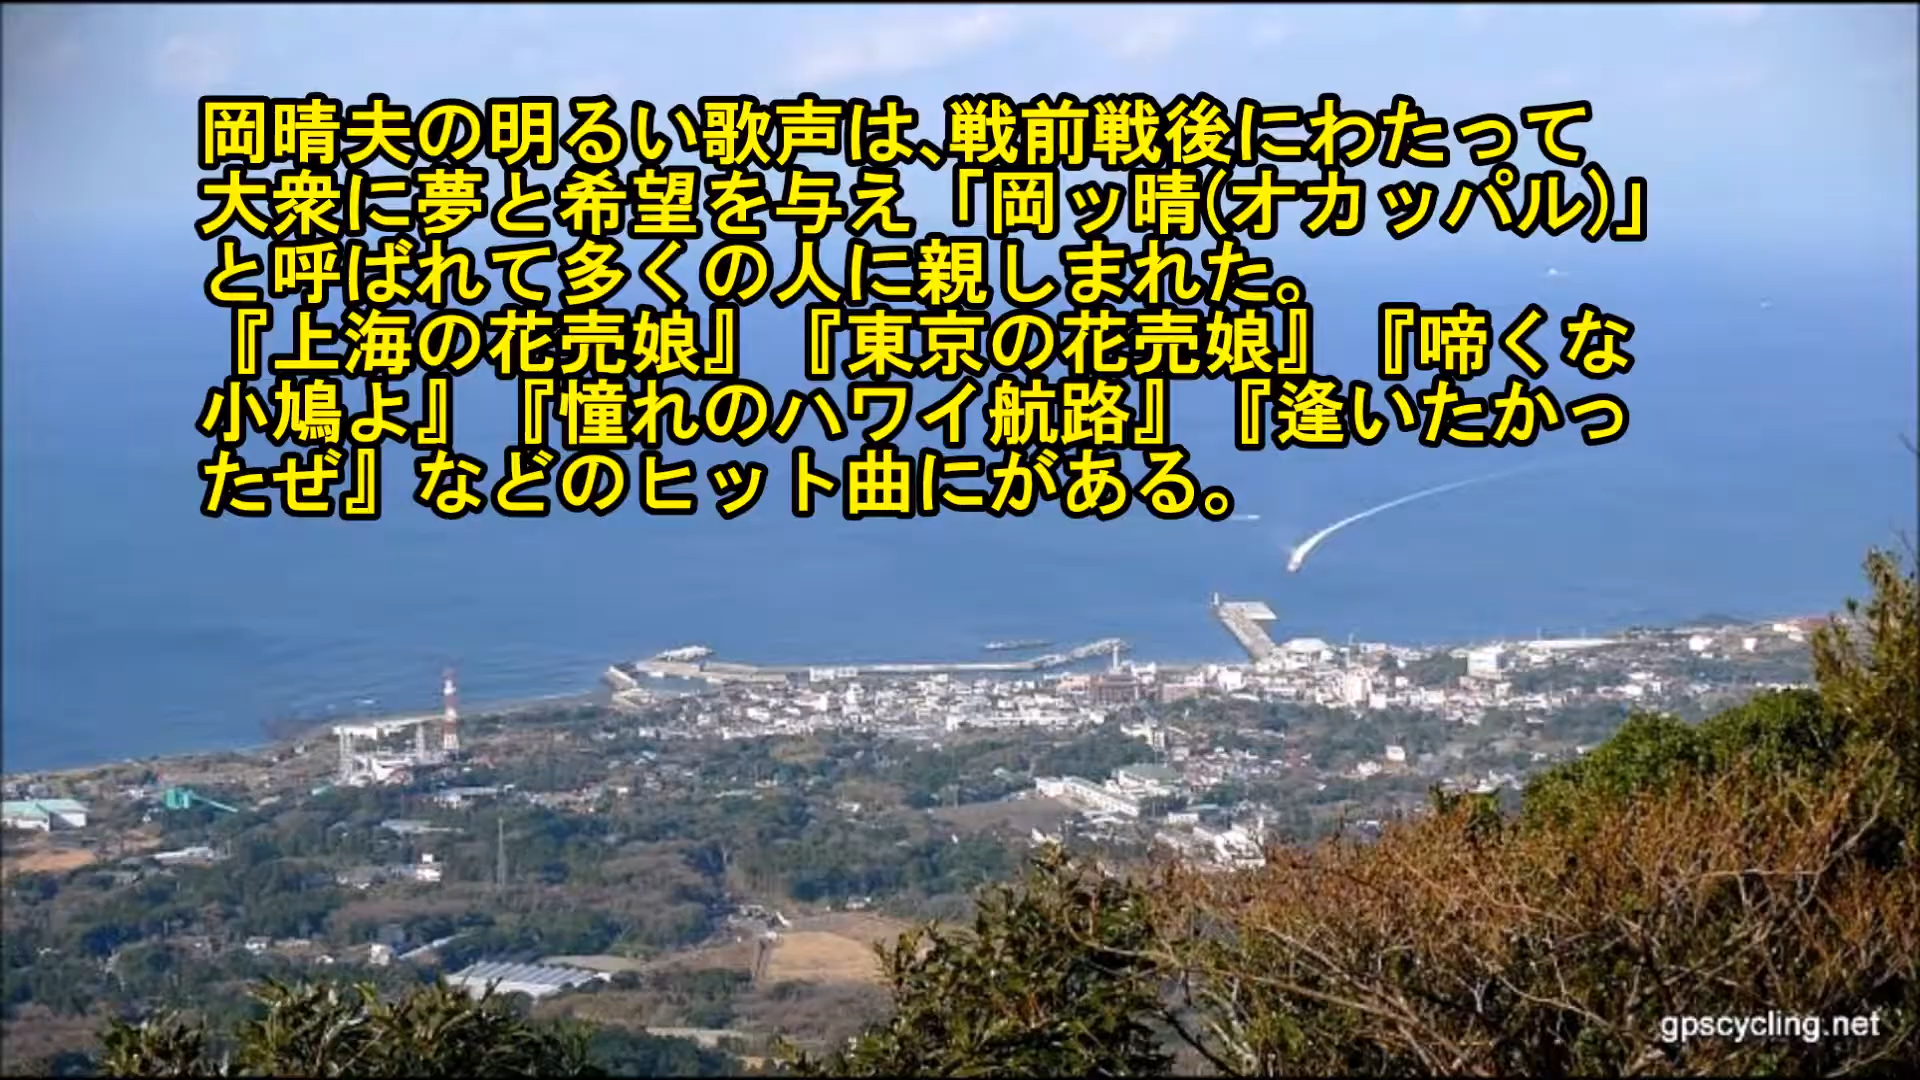 岡晴夫の明るい歌声は､戦前戦後にわたって
大衆に夢と希望を与え「岡ッ晴(オカッパル)」
と呼ばれて多くの人に親しまれた。
『上海の花売娘』『東京の花売娘』『啼くな
小鳩よ』『憧れのハワイ航路』『逢いたかっ
たぜ』などのヒット曲にがある。
gpscycling.net